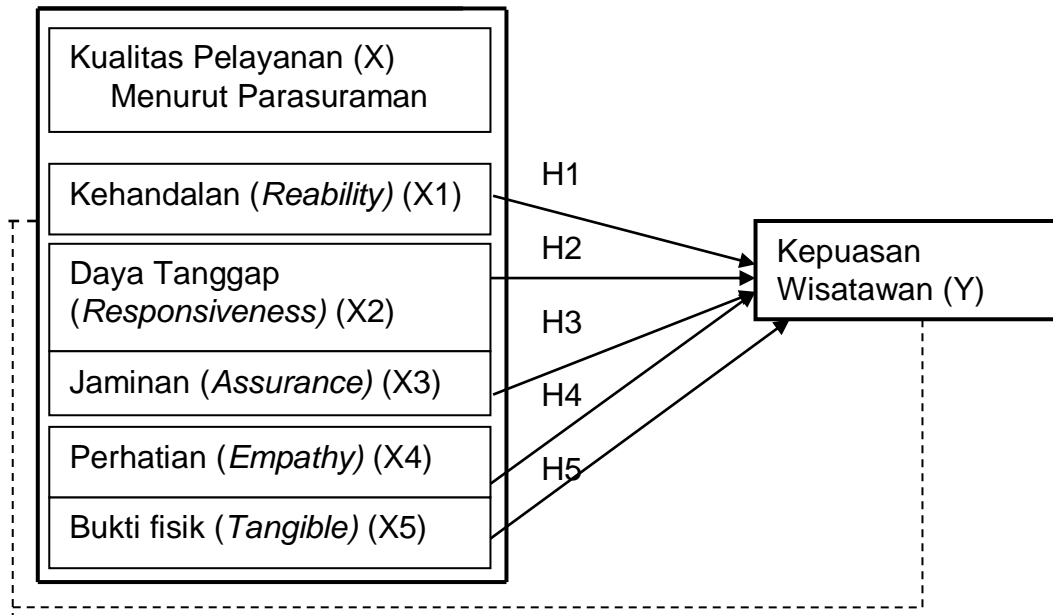 Kualitas Pelayanan (X)
Menurut Parasuraman
Kehandalan (Reability) (X1)
Daya Tanggap
(Responsiveness) (X2)
Jaminan (Assurance) (X3)
Perhatian (Empathy) (X4)
Bukti fisik (Tangible) (X5)
H1
H2
H3
H4
H5
Kepuasan
Wisatawan (Y)